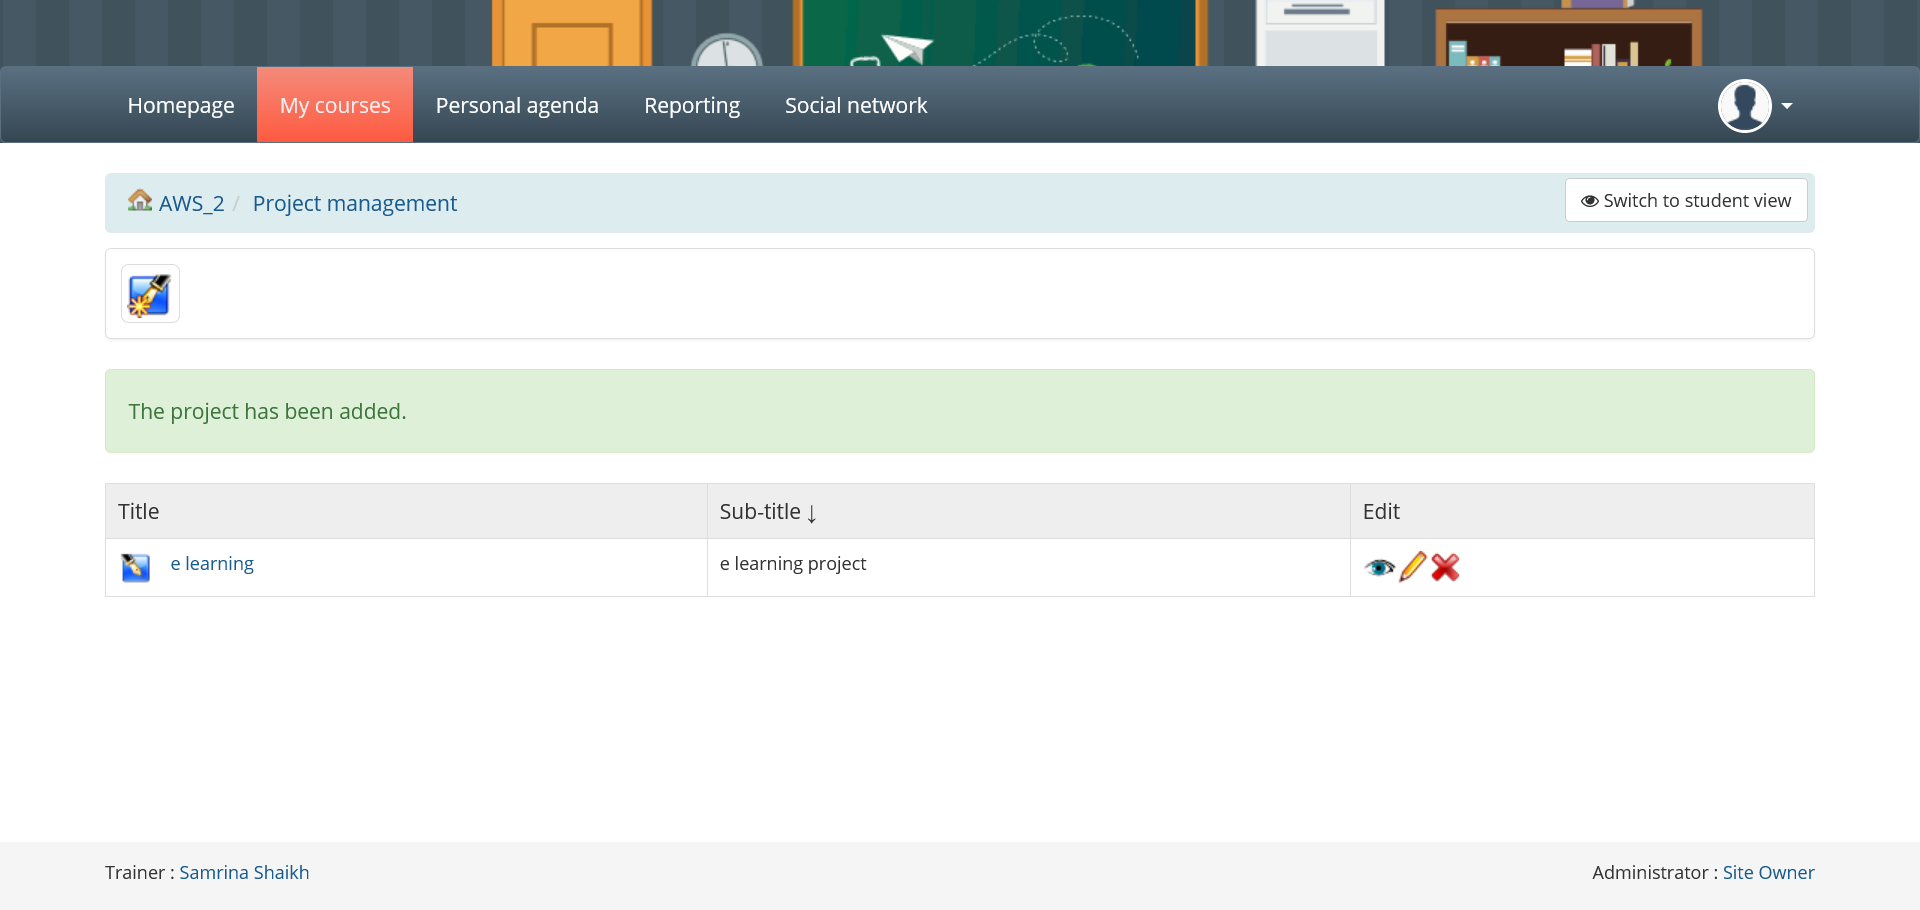 Homepage My courses Personal agenda Reporting Social network
AWS_2 / Project management
Switch to student view
The project has been added.
Title Sub-title ↓ Edit
e learning e learning project
Trainer : Samrina Shaikh Administrator : Site Owner